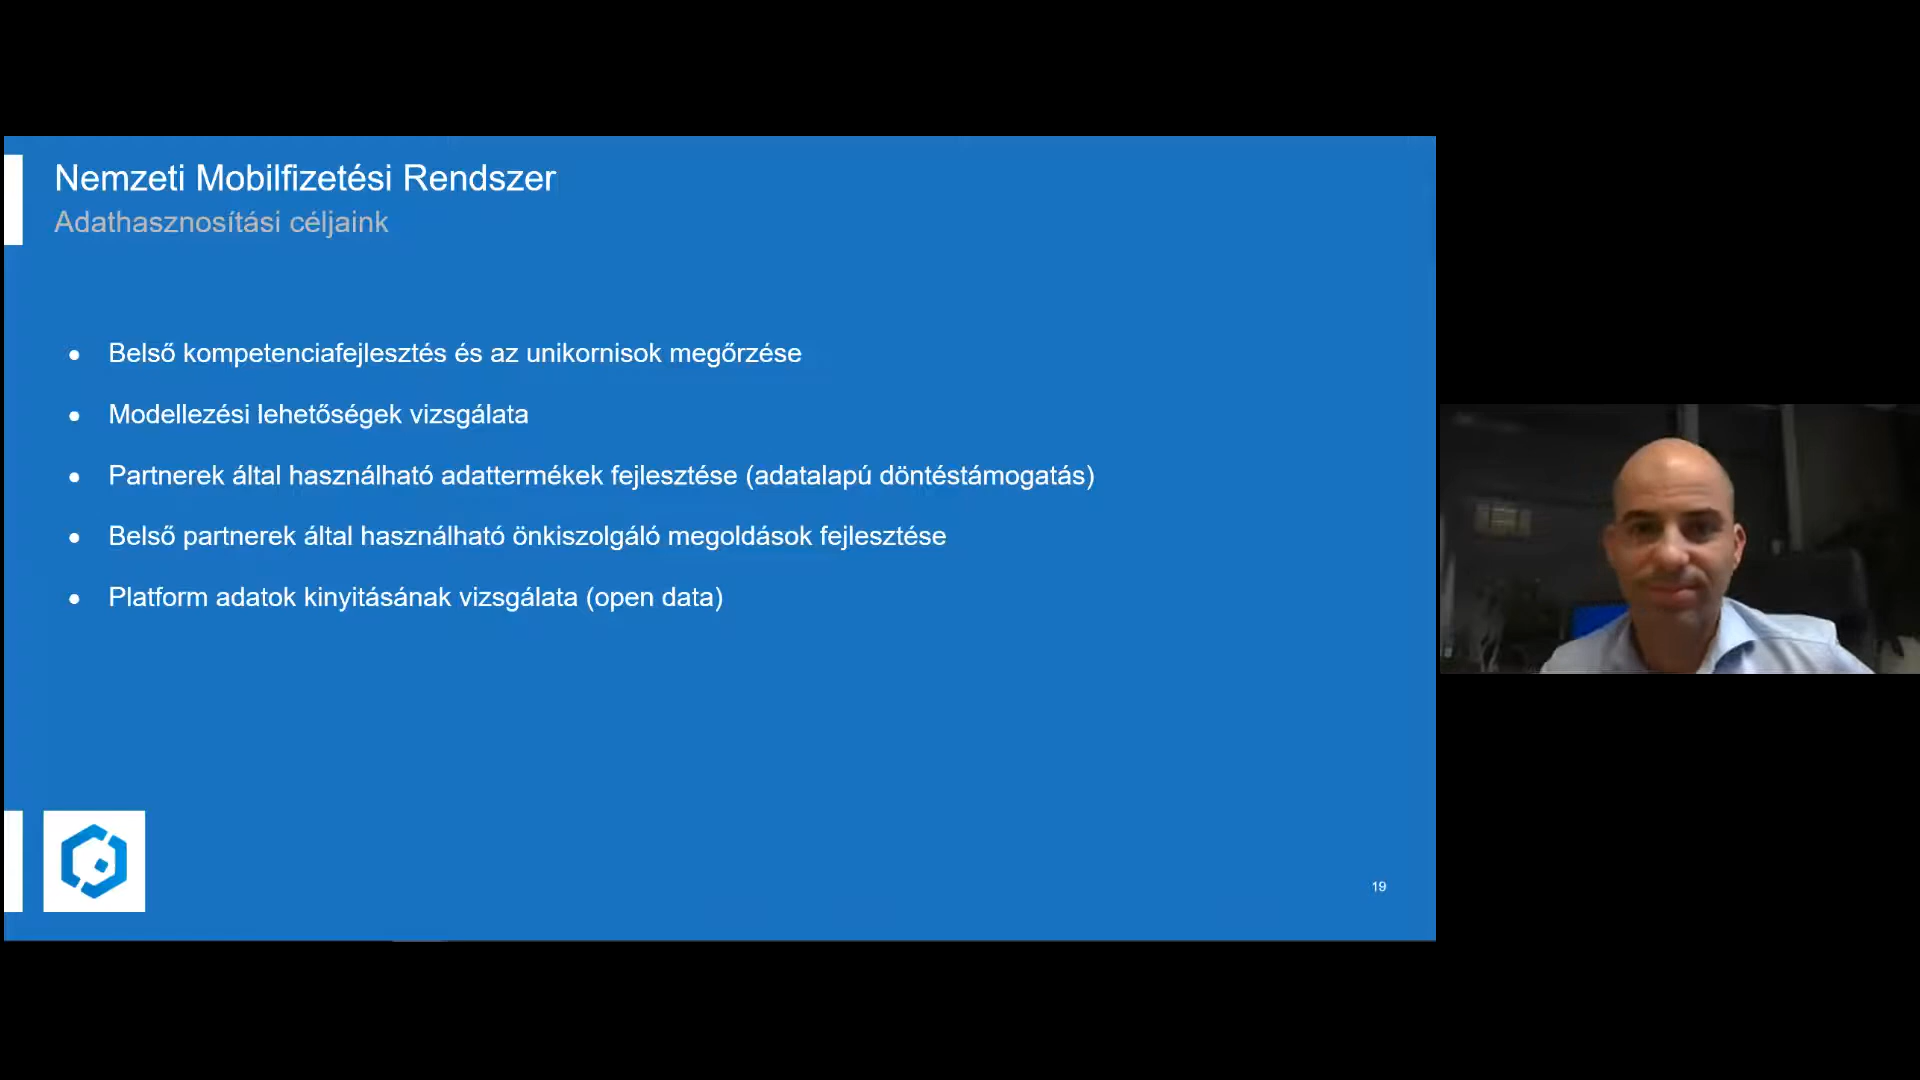 Nemzeti Mobilfizetési Rendszer
Adathasznosítási céljaink
● Belső kompetenciafejlesztés és az unikornisok megőrzése
● Modellezési lehetőségek vizsgálata
● Partnerek által használható adattermékek fejlesztése (adatalapú döntéstámogatás)
● Belső partnerek által használható önkiszolgáló megoldások fejlesztése
● Platform adatok kinyitásának vizsgálata (open data)
19